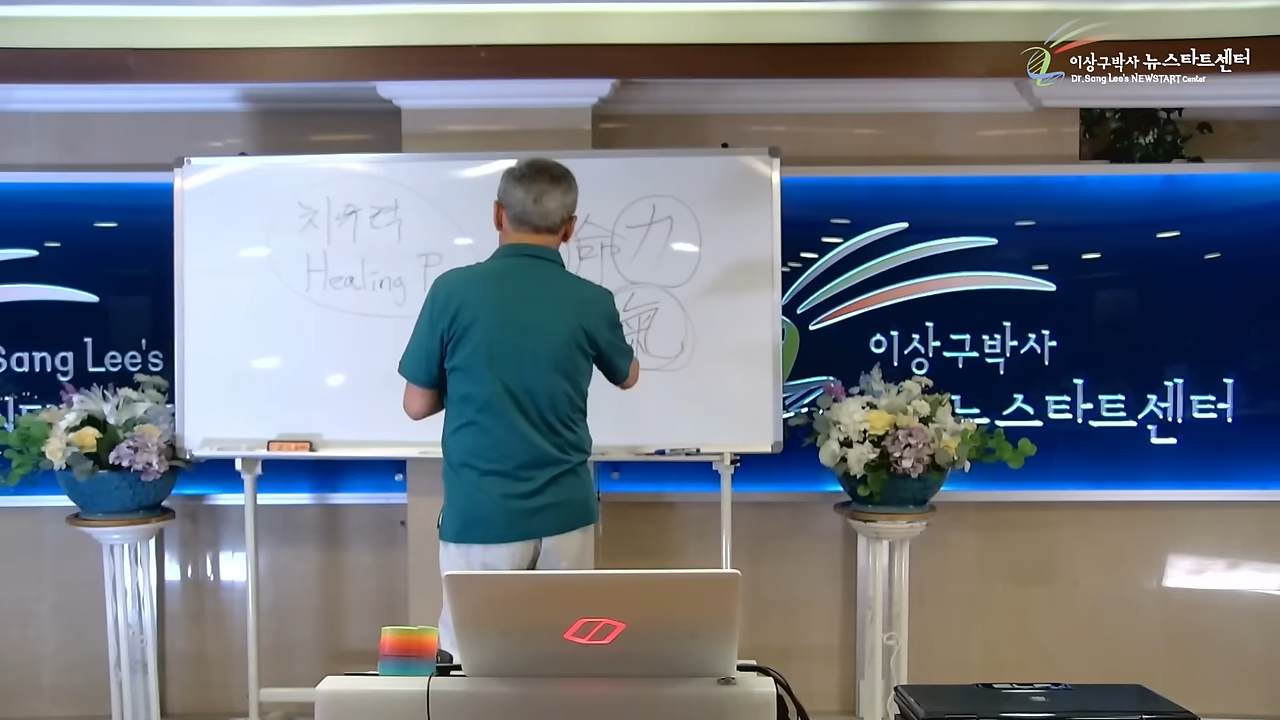 이상구박사 뉴스타트센터
Dr. Sang Lee's NEWSTART Center
치유력
Healing P
命力
氣
Sang Lee's
이상구박사
뉴스타트센터